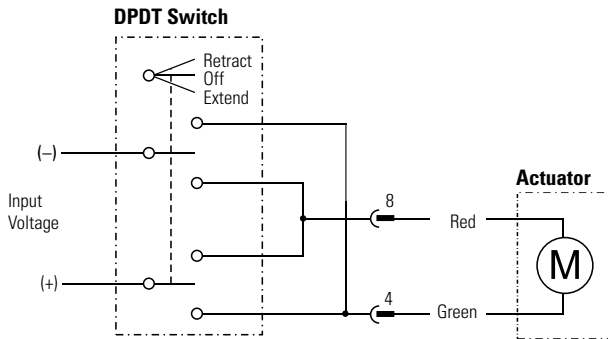 DPDT Switch
Retract
Off
Extend
(–)
Input
Voltage
(+)
8
Red
4
Green
Actuator
M